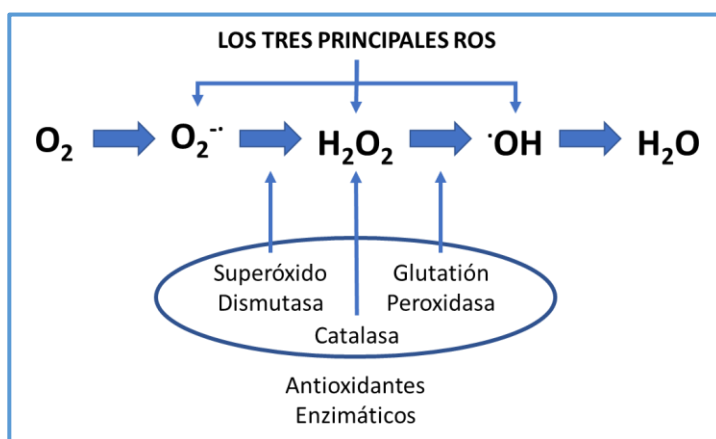 LOS TRES PRINCIPALES ROS
O₂ O₂⁻· H₂O₂ ·OH H₂O
Superóxido Glutatión
Dismutasa Peroxidasa
Catalasa
Antioxidantes
Enzimáticos